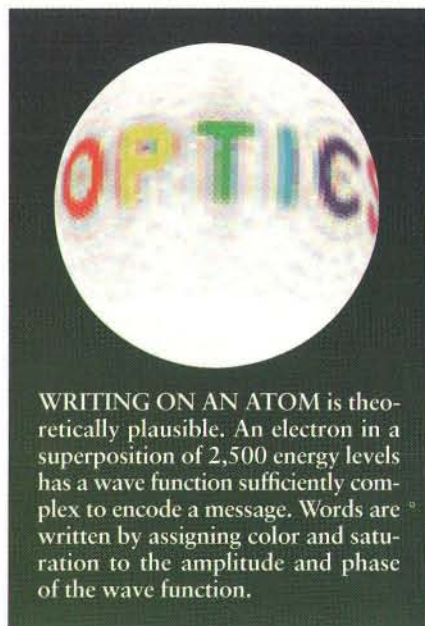 OPTICS
WRITING ON AN ATOM is theo-
retically plausible. An electron in a
superposition of 2,500 energy levels
has a wave function sufficiently com-
plex to encode a message. Words are
written by assigning color and satu-
ration to the amplitude and phase
of the wave function.